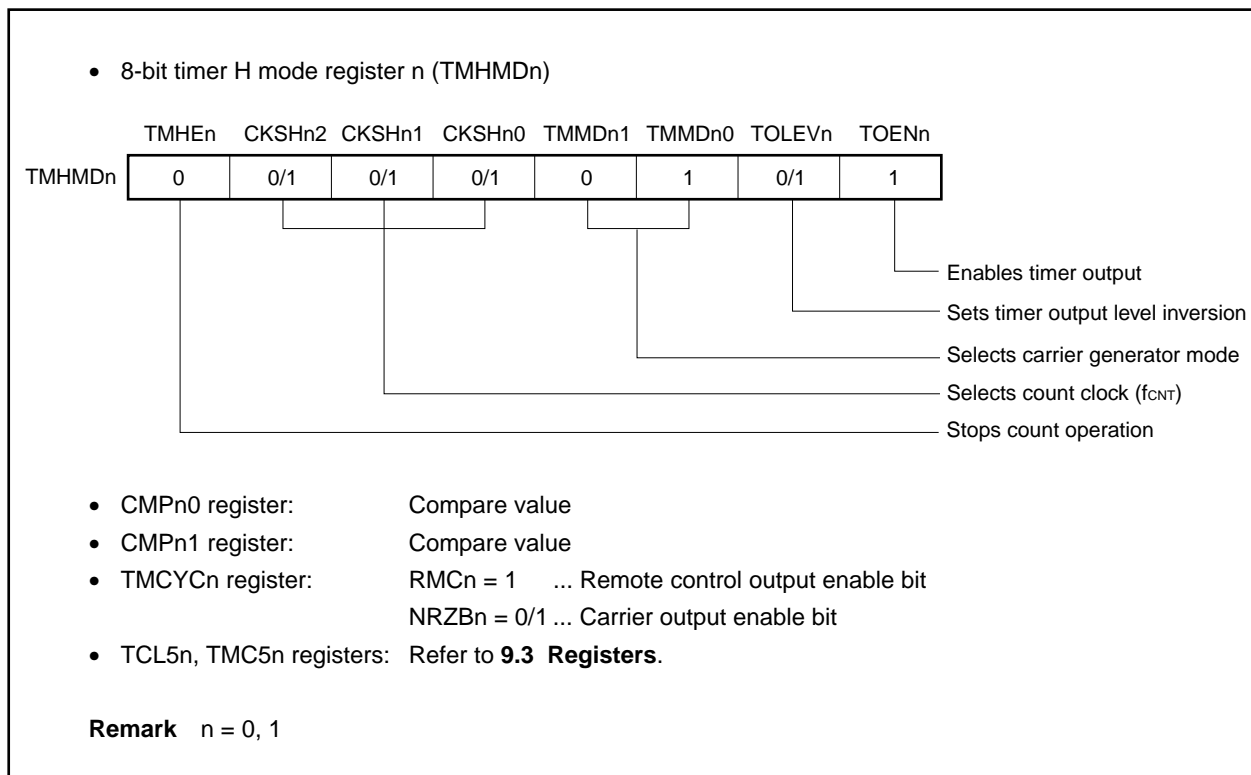 • 8-bit timer H mode register n (TMHMDn)
TMHEn CKSHn2 CKSHn1 CKSHn0 TMMDn1 TMMDn0 TOLEVn TOENn
TMHMDn 0 0/1 0/1 0/1 0 1 0/1 1
Enables timer output
Sets timer output level inversion
Selects carrier generator mode
Selects count clock (fCNT)
Stops count operation
• CMPn0 register: Compare value
• CMPn1 register: Compare value
• TMCYCn register: RMCn = 1 ... Remote control output enable bit
NRZBn = 0/1 ... Carrier output enable bit
• TCL5n, TMC5n registers: Refer to 9.3 Registers.
Remark n = 0, 1